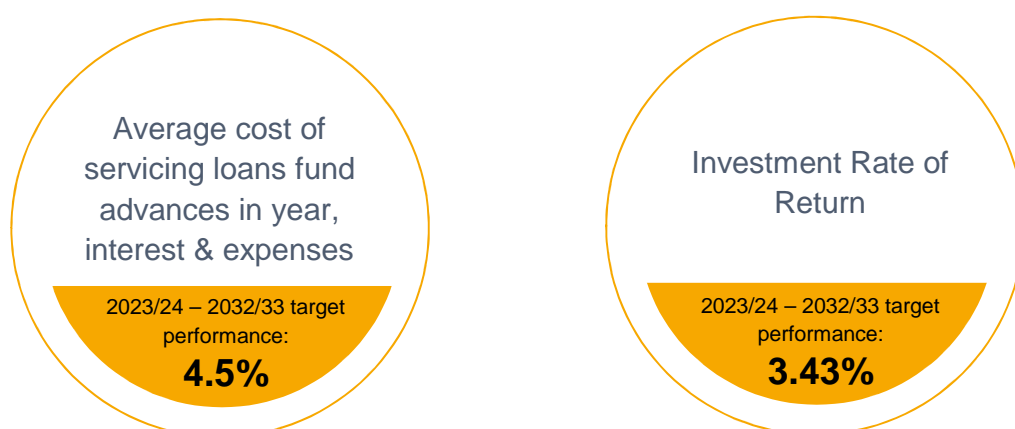 Average cost of
servicing loans fund
advances in year,
interest & expenses
2023/24 – 2032/33 target
performance:
4.5%
Investment Rate of
Return
2023/24 – 2032/33 target
performance:
3.43%